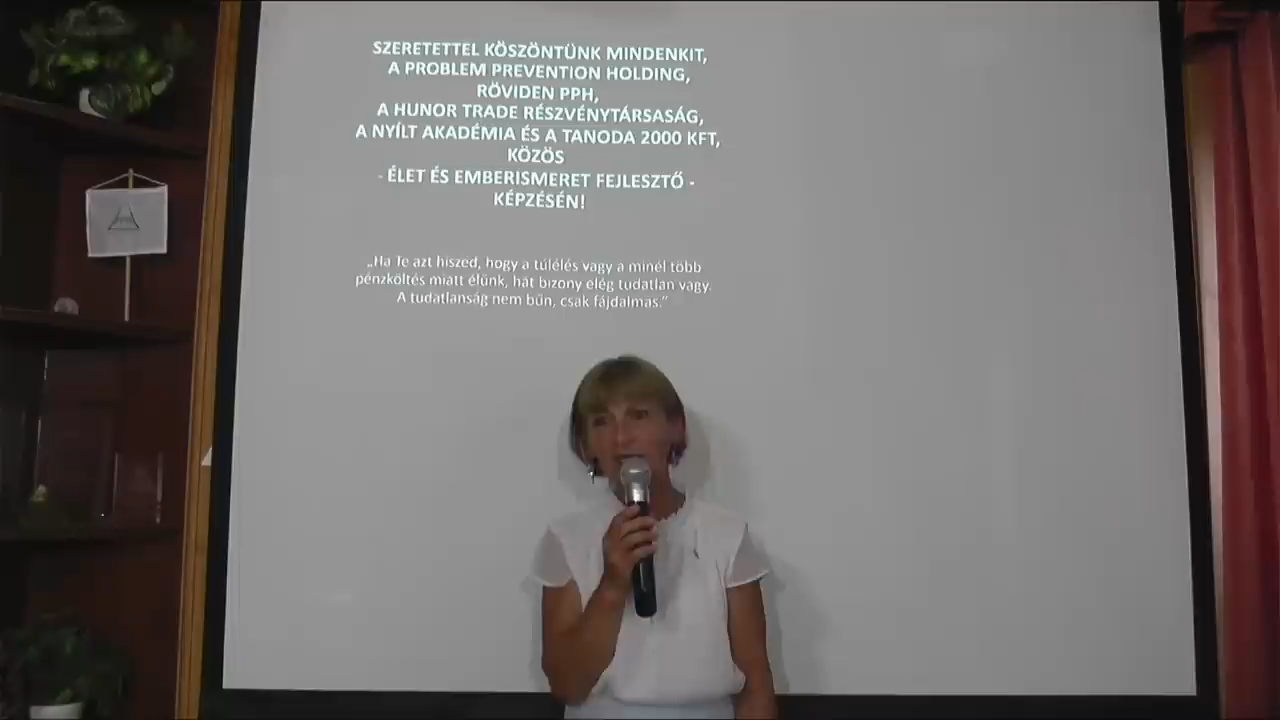 SZERETETTEL KÖSZÖNTÜNK MINDENKIT,
A PROBLEM PREVENTION HOLDING,
RÖVIDEN PPH,
A HUNOR TRADE RÉSZVÉNYTÁRSASÁG,
A NYÍLT AKADÉMIA ÉS A TANODA 2000 KFT,
KÖZÖS
- ÉLET ÉS EMBERISMERET FEJLESZTŐ -
KÉPZÉSÉN!
„Ha Te azt hiszed, hogy a túlélés vagy a minél több
pénzköltés miatt élünk, hát bizony elég tudatlan vagy.
A tudatlanság nem bűn, csak fájdalmas.”